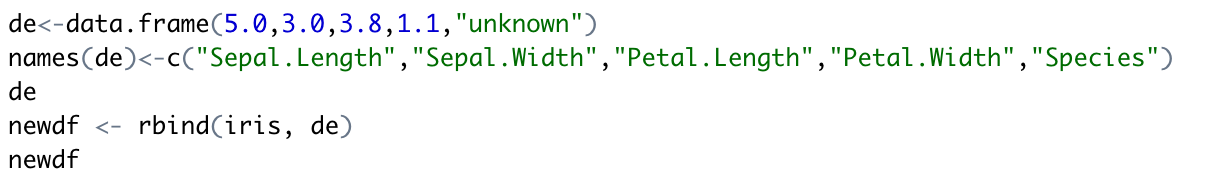 de<-data.frame(5.0,3.0,3.8,1.1,"unknown")
names(de)<-c("Sepal.Length","Sepal.Width","Petal.Length","Petal.Width","Species")
de
newdf <- rbind(iris, de)
newdf